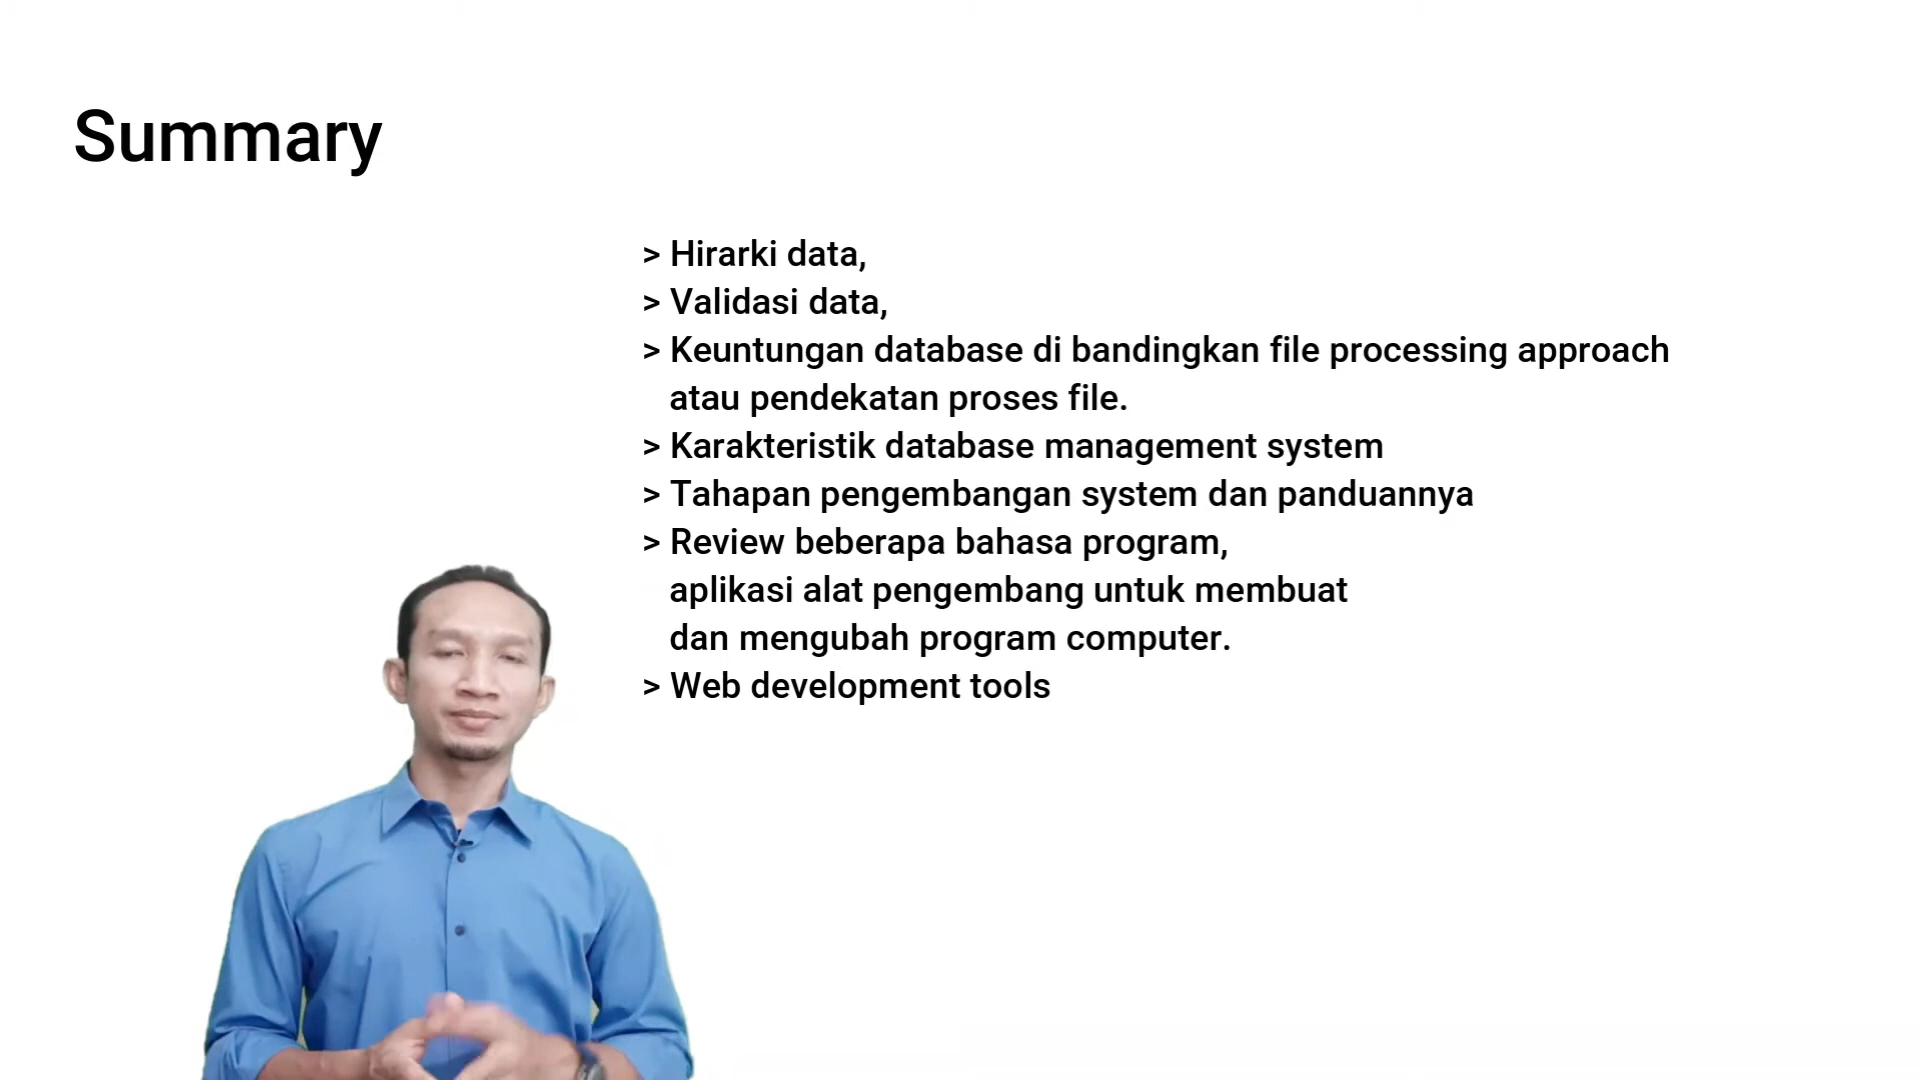 Summary
> Hirarki data,
> Validasi data,
> Keuntungan database di bandingkan file processing approach
atau pendekatan proses file.
> Karakteristik database management system
> Tahapan pengembangan system dan panduannya
> Review beberapa bahasa program,
aplikasi alat pengembang untuk membuat
dan mengubah program computer.
> Web development tools